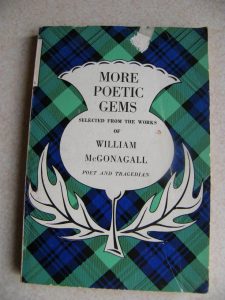 MORE
POETIC
GEMS
SELECTED FROM THE WORKS
OF
WILLIAM
McGONAGALL
POET AND TRAGEDIAN